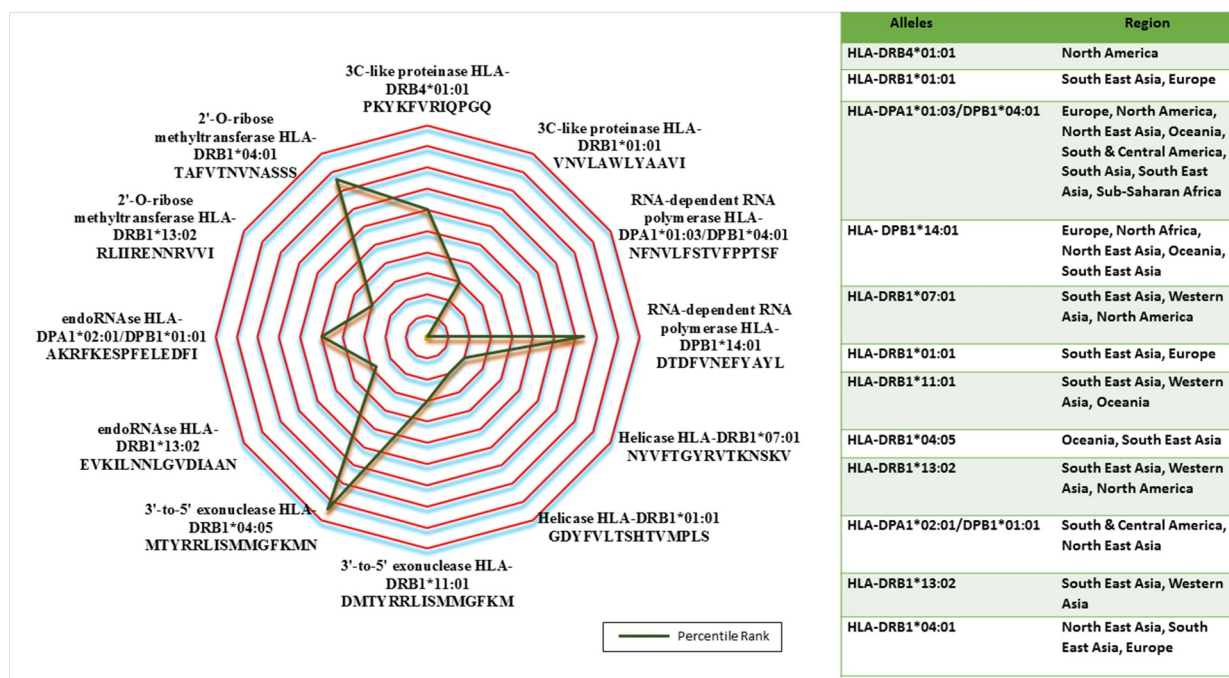 3C-like proteinase HLA-
DRB4*01:01
PKYKFVRIQPGQ
3C-like proteinase HLA-
DRB1*01:01
VNVLAWLYAAVI
RNA-dependent RNA
polymerase HLA-
DPA1*01:03/DPB1*04:01
NFNVLFSTVFPPTSF
RNA-dependent RNA
polymerase HLA-
DPB1*14:01
DTDFVNEFYAYL
Helicase HLA-DRB1*07:01
NYVFTGYRVTKNSKV
Helicase HLA-DRB1*01:01
GDYFVLTSHTVMPLS
3'-to-5' exonuclease HLA-
DRB1*11:01
DMTYRRLISMMGFKM
3'-to-5' exonuclease HLA-
DRB1*04:05
MTYRRLISMMGFKMN
endoRNAse HLA-
DRB1*13:02
EVKILNNLGVDIAAN
endoRNAse HLA-
DPA1*02:01/DPB1*01:01
AKRFKESPFELEDFI
2'-O-ribose
methyltransferase HLA-
DRB1*13:02
RLIIRENNRVVI
2'-O-ribose
methyltransferase HLA-
DRB1*04:01
TAFVTNVNASSS
Percentile Rank
Alleles Region
HLA-DRB4*01:01 North America
HLA-DRB1*01:01 South East Asia, Europe
HLA-DPA1*01:03/DPB1*04:01 Europe, North America,
North East Asia, Oceania,
South & Central America,
South Asia, South East
Asia, Sub-Saharan Africa
HLA- DPB1*14:01 Europe, North Africa,
North East Asia, Oceania,
South East Asia
HLA-DRB1*07:01 South East Asia, Western
Asia, North America
HLA-DRB1*01:01 South East Asia, Europe
HLA-DRB1*11:01 South East Asia, Western
Asia, Oceania
HLA-DRB1*04:05 Oceania, South East Asia
HLA-DRB1*13:02 South East Asia, Western
Asia, North America
HLA-DPA1*02:01/DPB1*01:01 South & Central America,
North East Asia
HLA-DRB1*13:02 South East Asia, Western
Asia
HLA-DRB1*04:01 North East Asia, South
East Asia, Europe